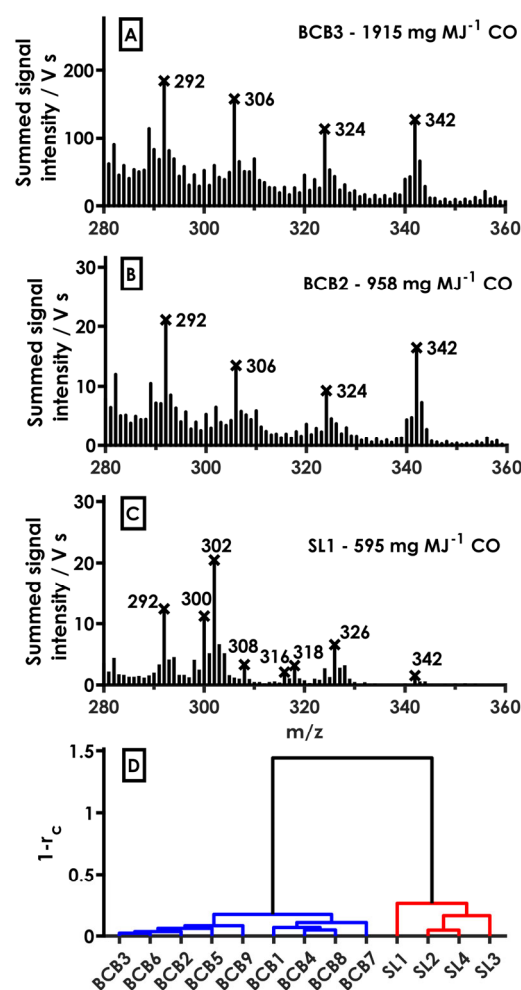 A
BCB3 - 1915 mg MJ⁻¹ CO
Summed signal
intensity / V s
200
100
0
292
306
324
342
280
300
320
340
360
B
BCB2 - 958 mg MJ⁻¹ CO
Summed signal
intensity / V s
30
20
10
0
292
306
324
342
280
300
320
340
360
C
SL1 - 595 mg MJ⁻¹ CO
Summed signal
intensity / V s
30
20
10
0
292
300
302
308
316
318
326
342
280
300
320
340
360
m/z
D
1-r_c
1.5
1
0.5
0
BCB3
BCB6
BCB2
BCB5
BCB9
BCB1
BCB4
BCB8
BCB7
SL1
SL2
SL4
SL3